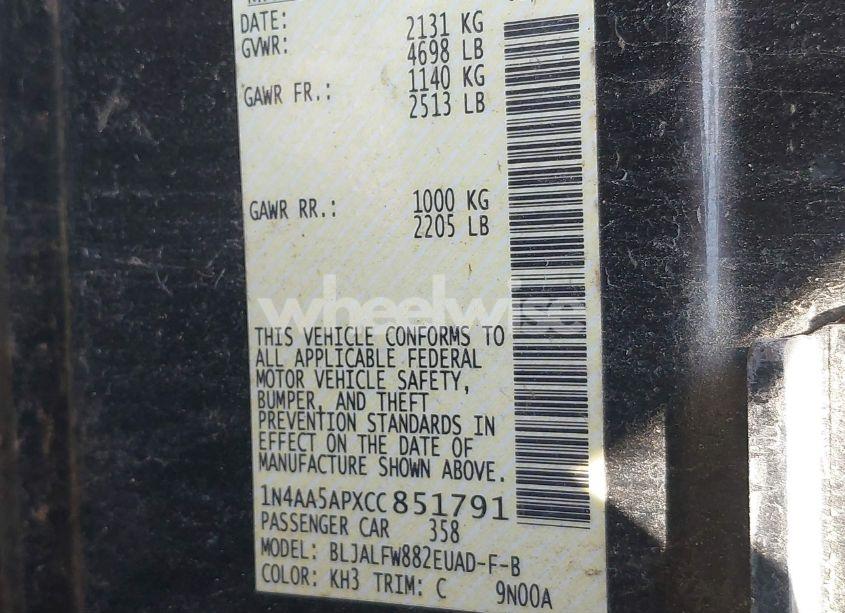 DATE: 2131 KG
GVWR: 4698 LB
1140 KG
GAWR FR.: 2513 LB
GAWR RR.: 1000 KG
2205 LB
wheelwise
THIS VEHICLE CONFORMS TO
ALL APPLICABLE FEDERAL
MOTOR VEHICLE SAFETY,
BUMPER, AND THEFT
PREVENTION STANDARDS IN
EFFECT ON THE DATE OF
MANUFACTURE SHOWN ABOVE.
1N4AA5APXCC851791
PASSENGER CAR 358
MODEL: BLJALFW882EUAD-F-B
COLOR: KH3 TRIM: C 9N00A